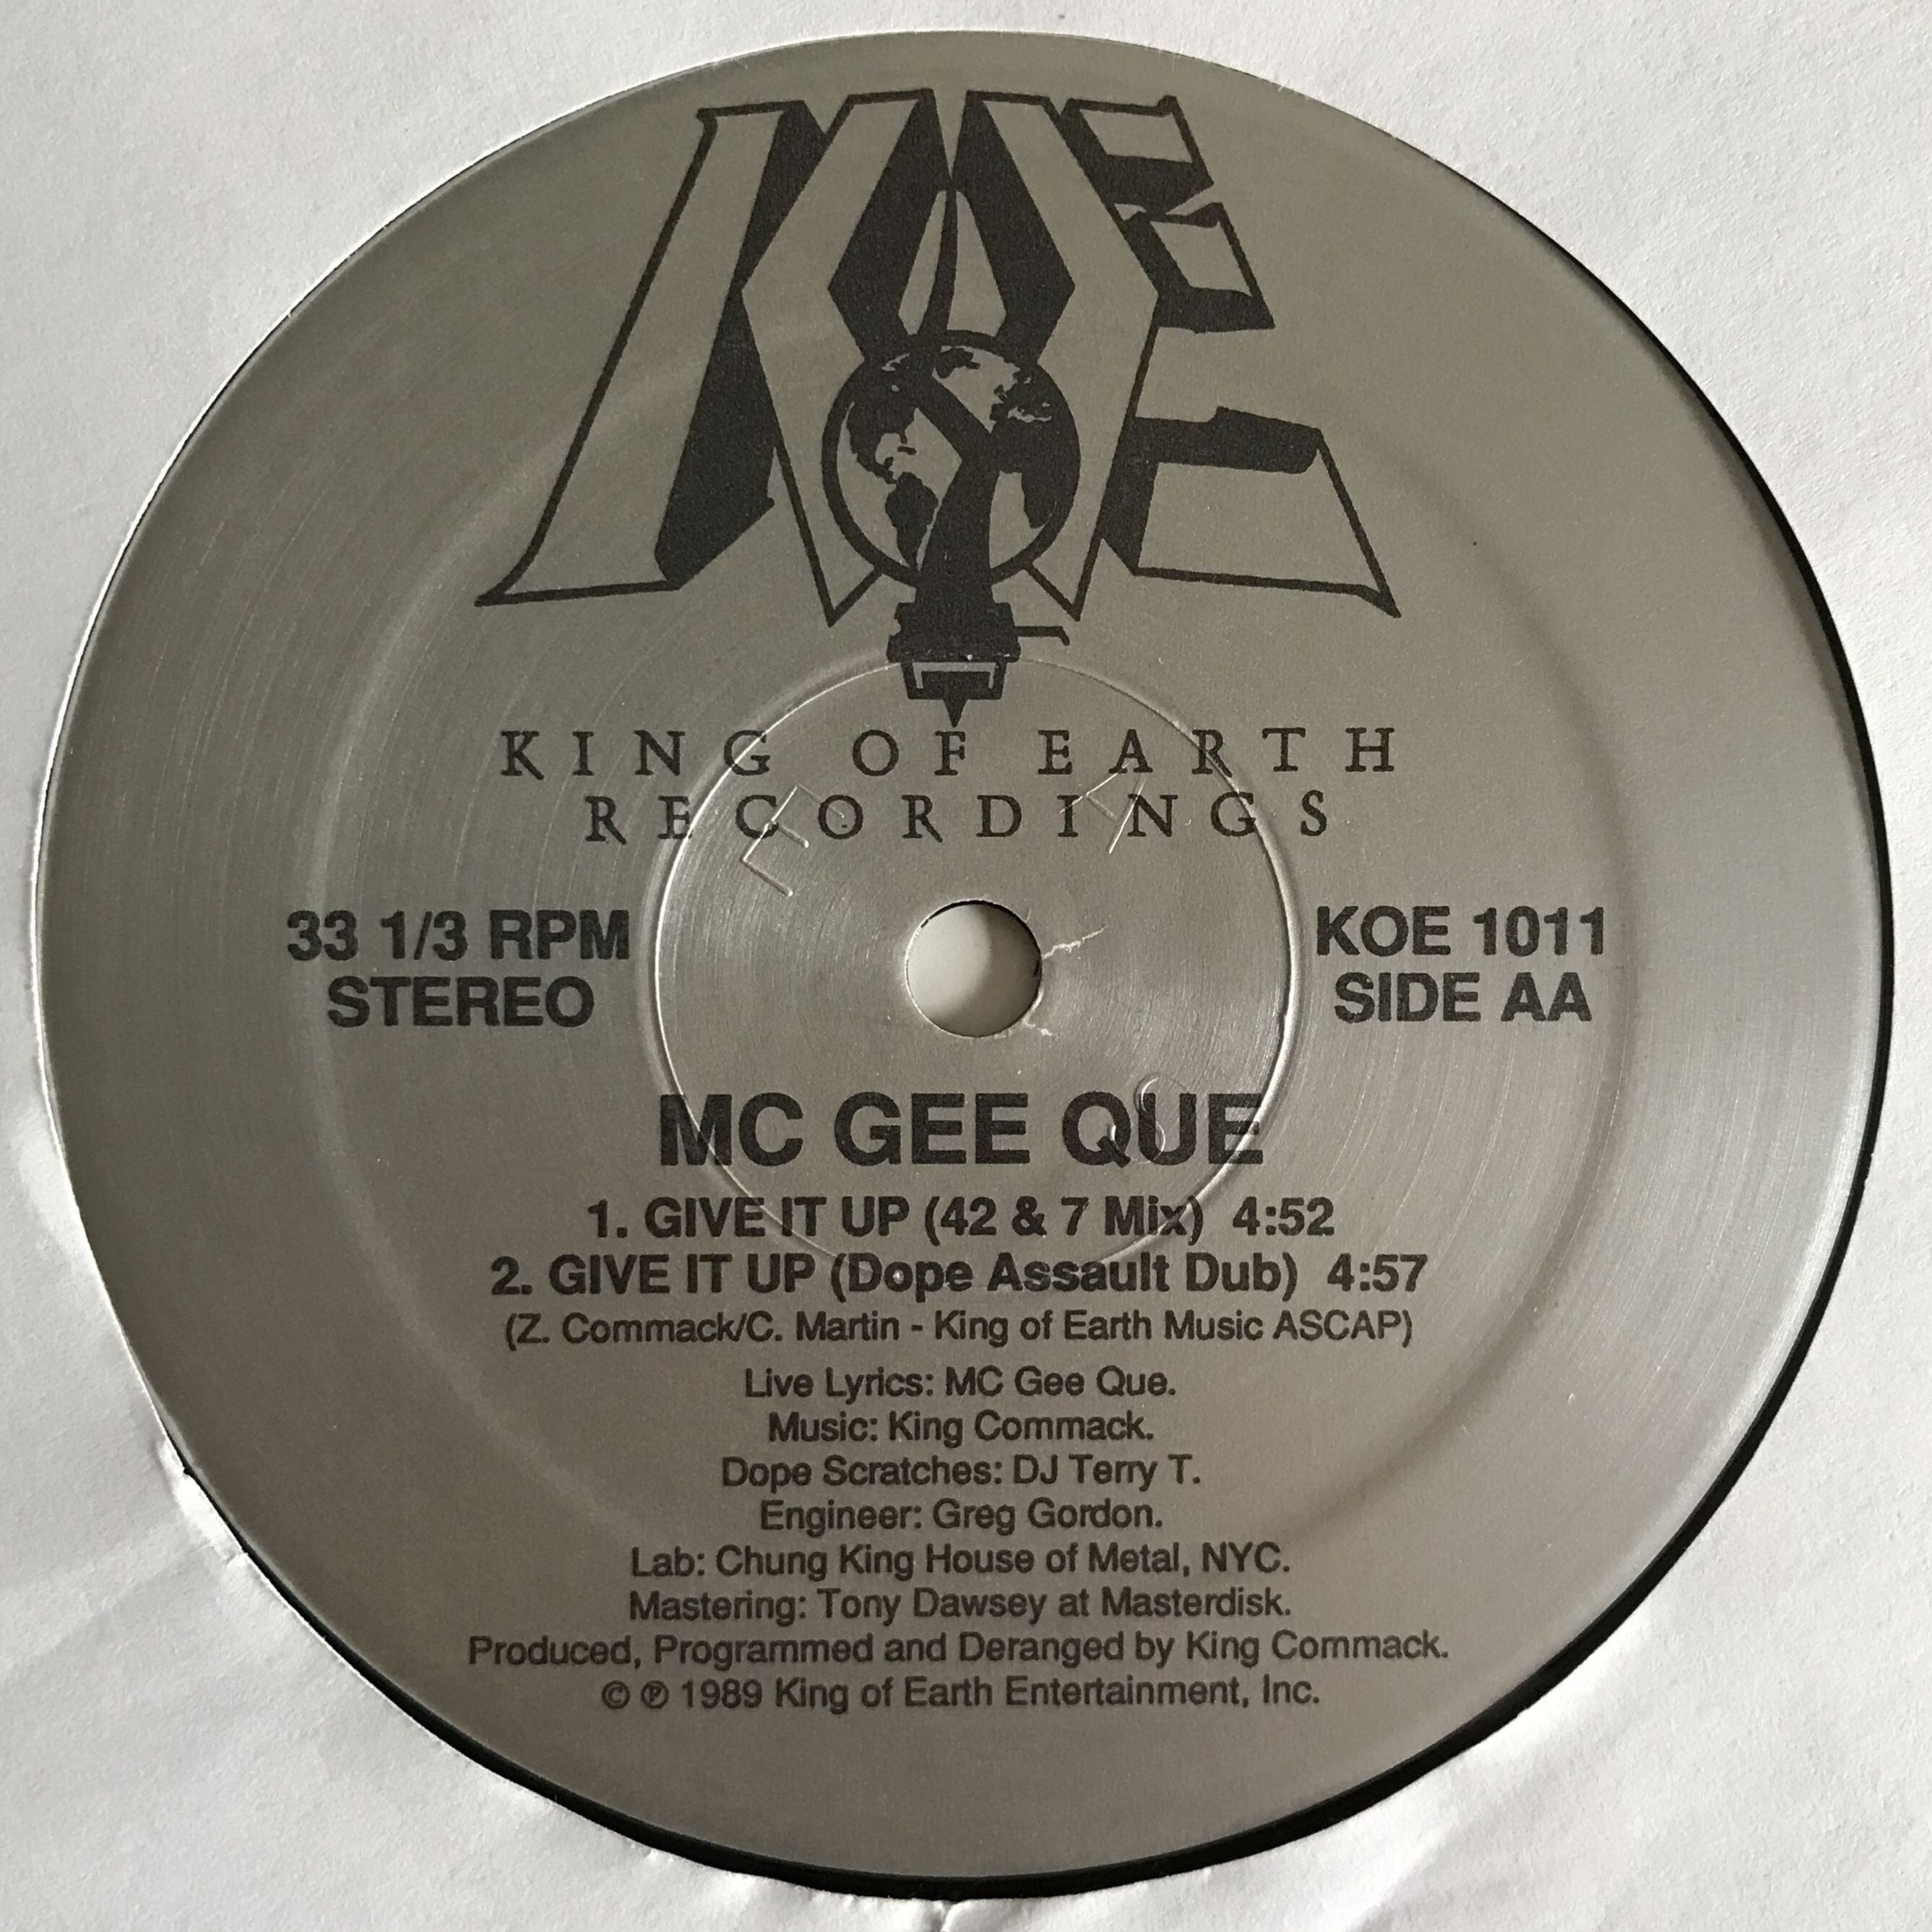 KOE
KING OF EARTH
RECORDINGS
33 1/3 RPM
STEREO
KOE 1011
SIDE AA
MC GEE QUE
1. GIVE IT UP (42 & 7 Mix) 4:52
2. GIVE IT UP (Dope Assault Dub) 4:57
(Z. Commack/C. Martin - King of Earth Music ASCAP)
Live Lyrics: MC Gee Que.
Music: King Commack.
Dope Scratches: DJ Terry T.
Engineer: Greg Gordon.
Lab: Chung King House of Metal, NYC.
Mastering: Tony Dawsey at Masterdisk.
Produced, Programmed and Deranged by King Commack.
© ℗ 1989 King of Earth Entertainment, Inc.